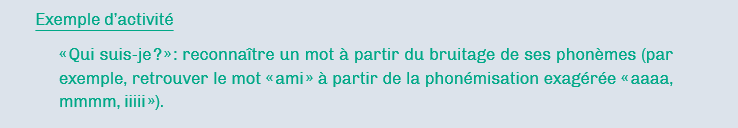 Exemple d'activité
« Qui suis-je ? » : reconnaître un mot à partir du bruitage de ses phonèmes (par
exemple, retrouver le mot « ami » à partir de la phonémisation exagérée « aaaa,
mmmm, iiiii »).